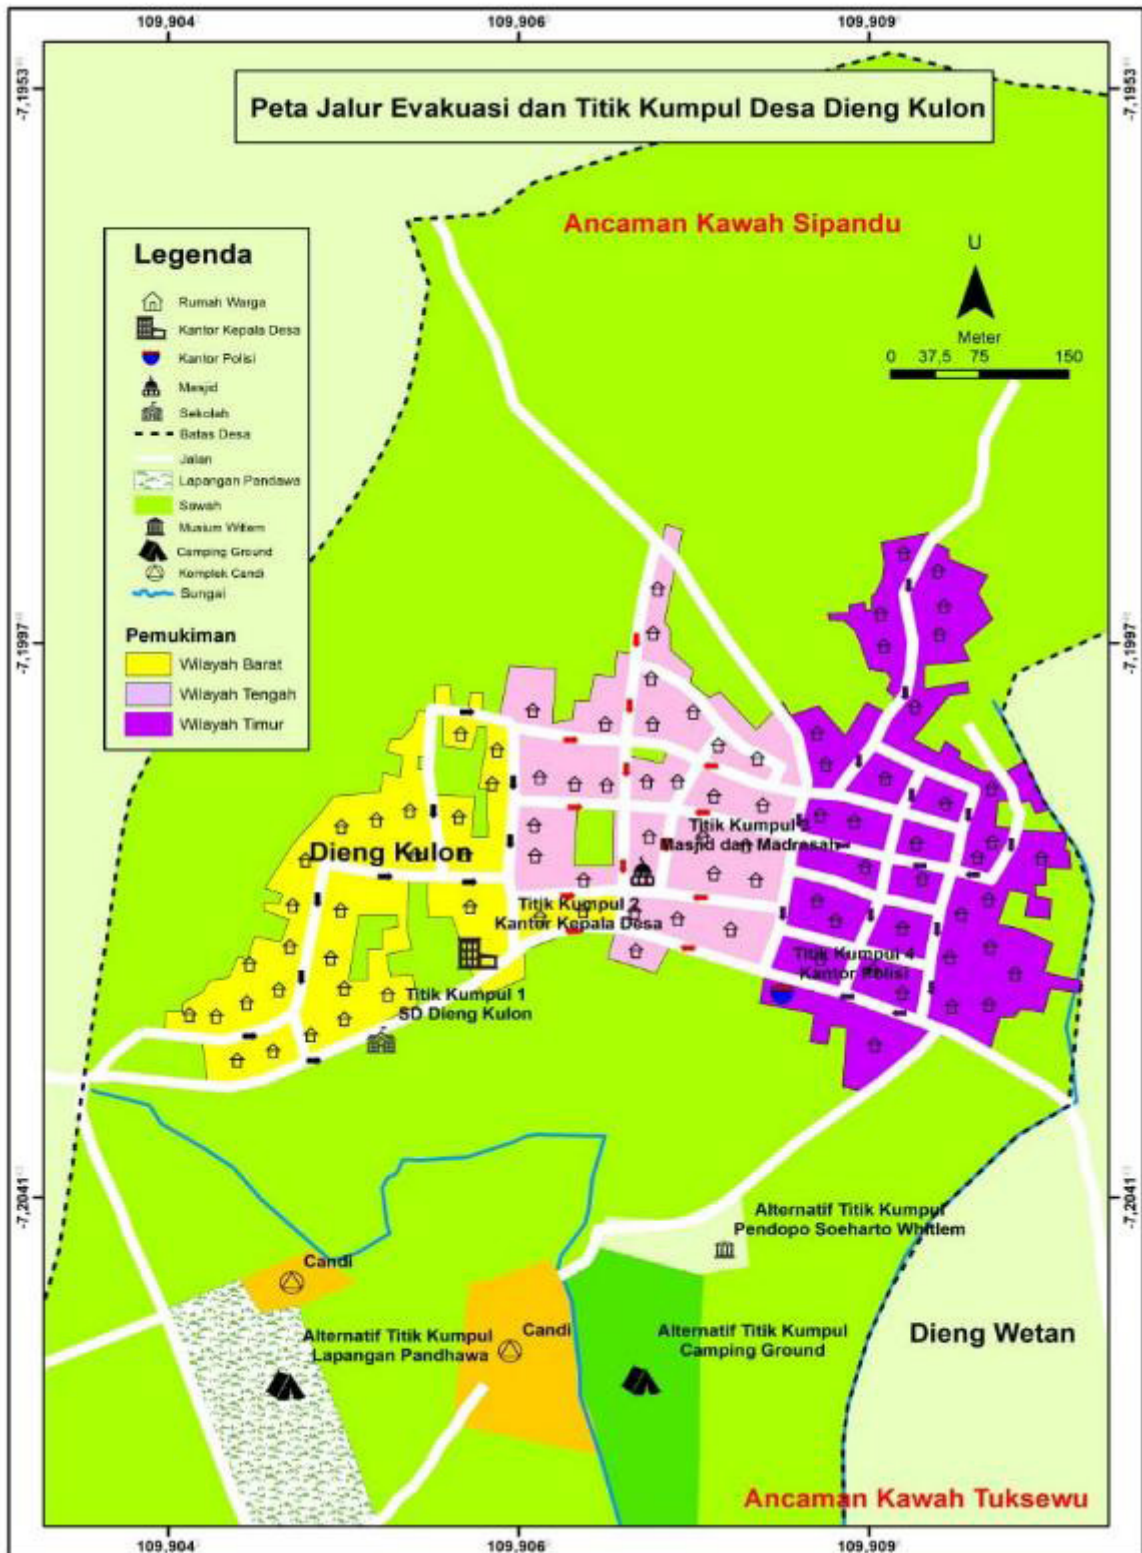 109,904
109,906
109,909
-7,1953
-7,1953
Peta Jalur Evakuasi dan Titik Kumpul Desa Dieng Kulon
Ancaman Kawah Sipandu
U
Meter
0 37,5 75 150
Legenda
Rumah Warga
Kantor Kepala Desa
Kantor Polisi
Masjid
Sekolah
Batas Desa
Jalan
Lapangan Pandawa
Sawah
Musium Witlem
Camping Ground
Komplek Candi
Sungai
Pemukiman
Wilayah Barat
Wilayah Tengah
Wilayah Timur
-7,1997
-7,1997
Dieng Kulon
Titik Kumpul 3
Masjid dan Madrasah
Titik Kumpul 2
Kantor Kepala Desa
Titik Kumpul 4
Kantor Polisi
Titik Kumpul 1
SD Dieng Kulon
-7,2041
-7,2041
Alternatif Titik Kumpul
Pendopo Soeharto Whitlem
Candi
Alternatif Titik Kumpul
Lapangan Pandhawa
Candi
Alternatif Titik Kumpul
Camping Ground
Dieng Wetan
Ancaman Kawah Tuksewu
109,904
109,906
109,909